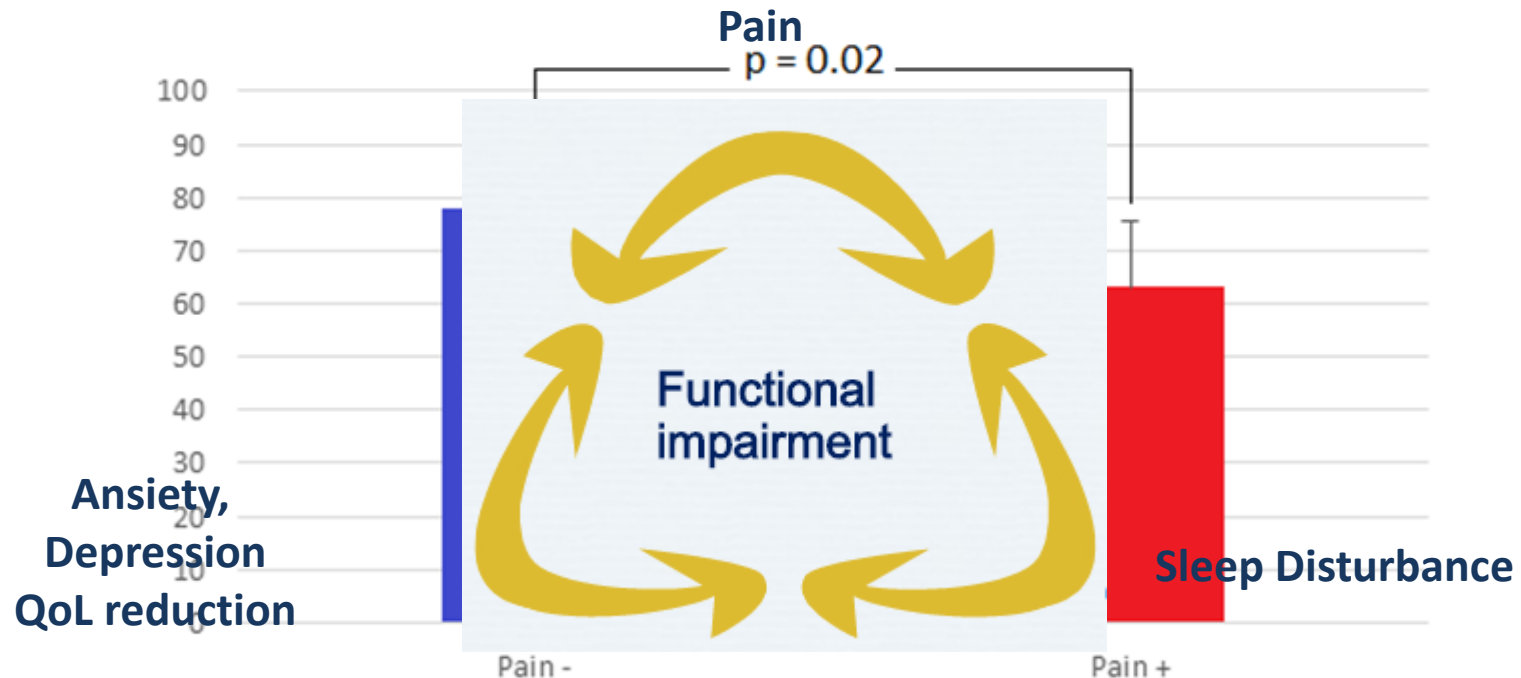 Pain
p = 0.02
100
90
80
70
60
50
40
30
20
10
0
Functional
impairment
Ansiety,
Depression
QoL reduction
Sleep Disturbance
Pain -
Pain +